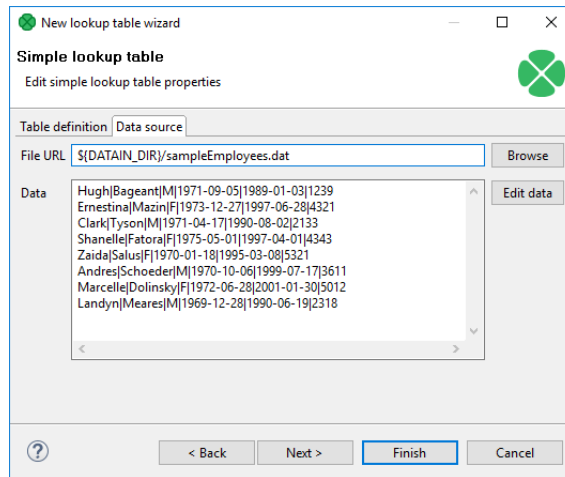 New lookup table wizard
Simple lookup table
Edit simple lookup table properties
Table definition Data source
File URL ${DATAIN_DIR}/sampleEmployees.dat Browse
Data Edit data
Hugh|Bageant|M|1971-09-05|1989-01-03|1239
Ernestina|Mazin|F|1973-12-27|1997-06-28|4321
Clark|Tyson|M|1971-04-17|1990-08-02|2133
Shanelle|Fatora|F|1975-05-01|1997-04-01|4343
Zaida|Salus|F|1970-01-18|1995-03-08|5321
Andres|Schoeder|M|1970-10-06|1999-07-17|3611
Marcelle|Dolinsky|F|1972-06-28|2001-01-30|5012
Landyn|Meares|M|1969-12-28|1990-06-19|2318
? < Back Next > Finish Cancel